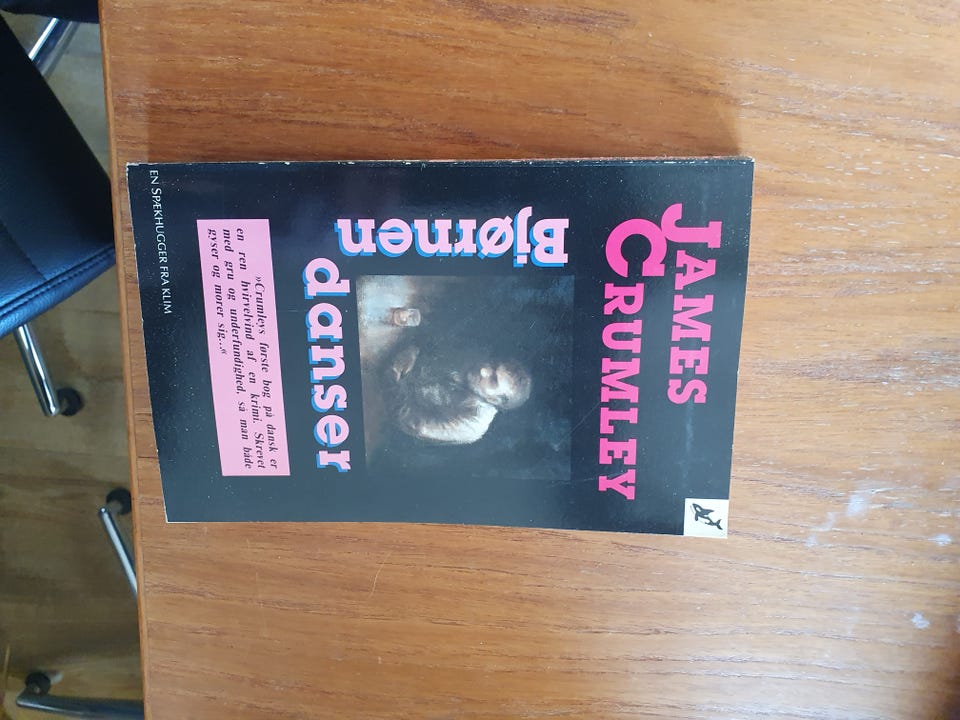 JAMES
CRUMLEY
Bjørnen
danser
»Crumleys første bog på dansk er
en ren hvirvelvind af en krimi. Skrevet
med gru og underfundighed, så man både
gyser og morer sig...«
EN SPÆKHUGGER FRA KLIM